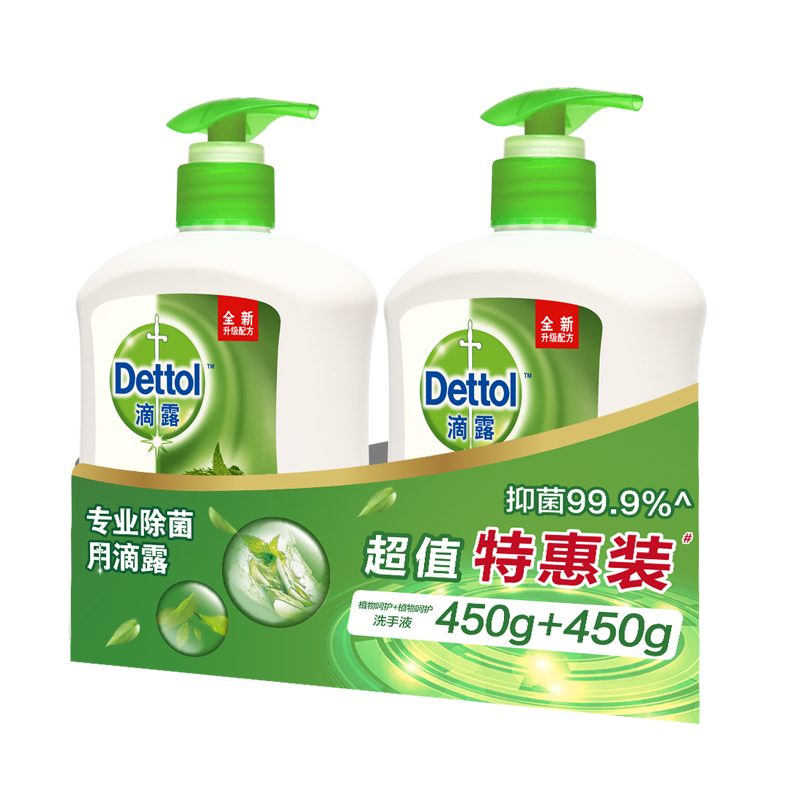 全新
升级配方
Dettol™
滴露
全新
升级配方
Dettol™
滴露
抑菌99.9%^
专业除菌
用滴露
超值 特惠装#
植物呵护+植物呵护
洗手液
450g+450g